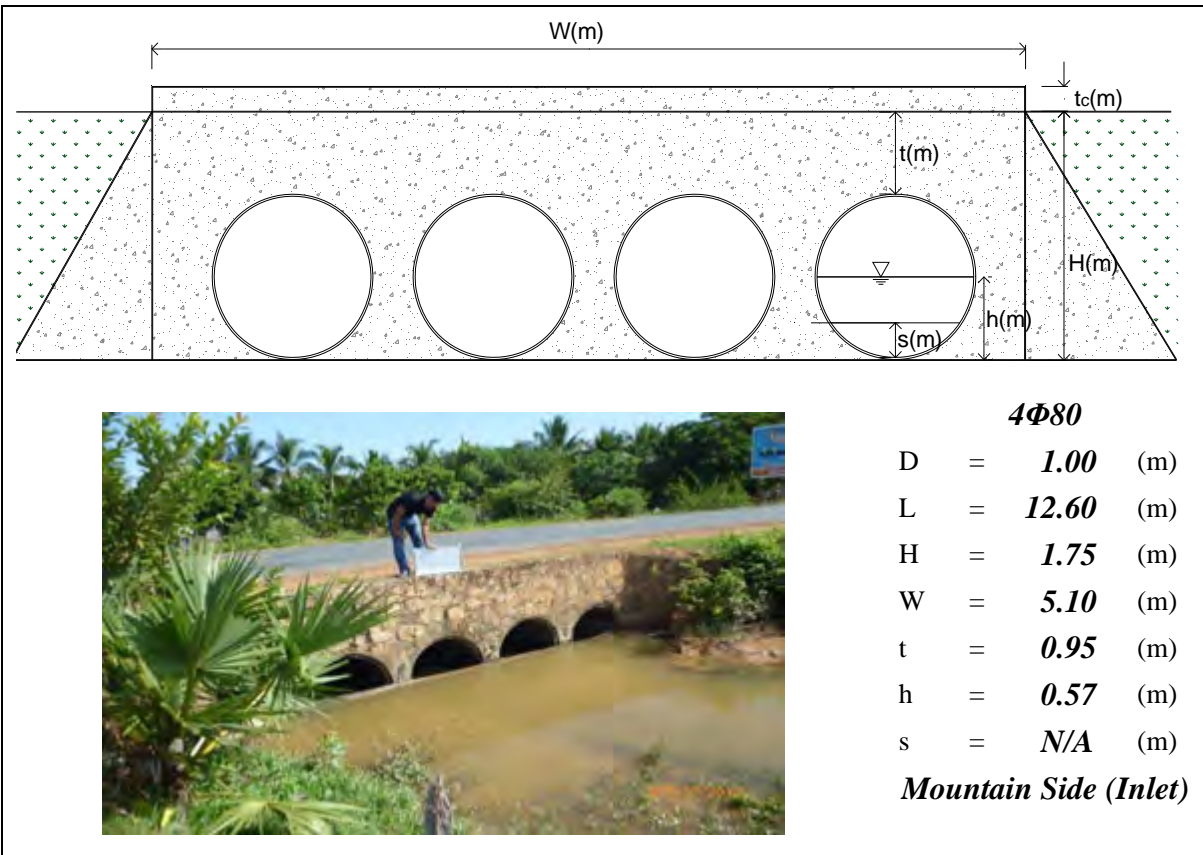 W(m)
tc(m)
t(m)
H(m)
h(m)
s(m)
4Φ80
D = 1.00 (m)
L = 12.60 (m)
H = 1.75 (m)
W = 5.10 (m)
t = 0.95 (m)
h = 0.57 (m)
s = N/A (m)
Mountain Side (Inlet)